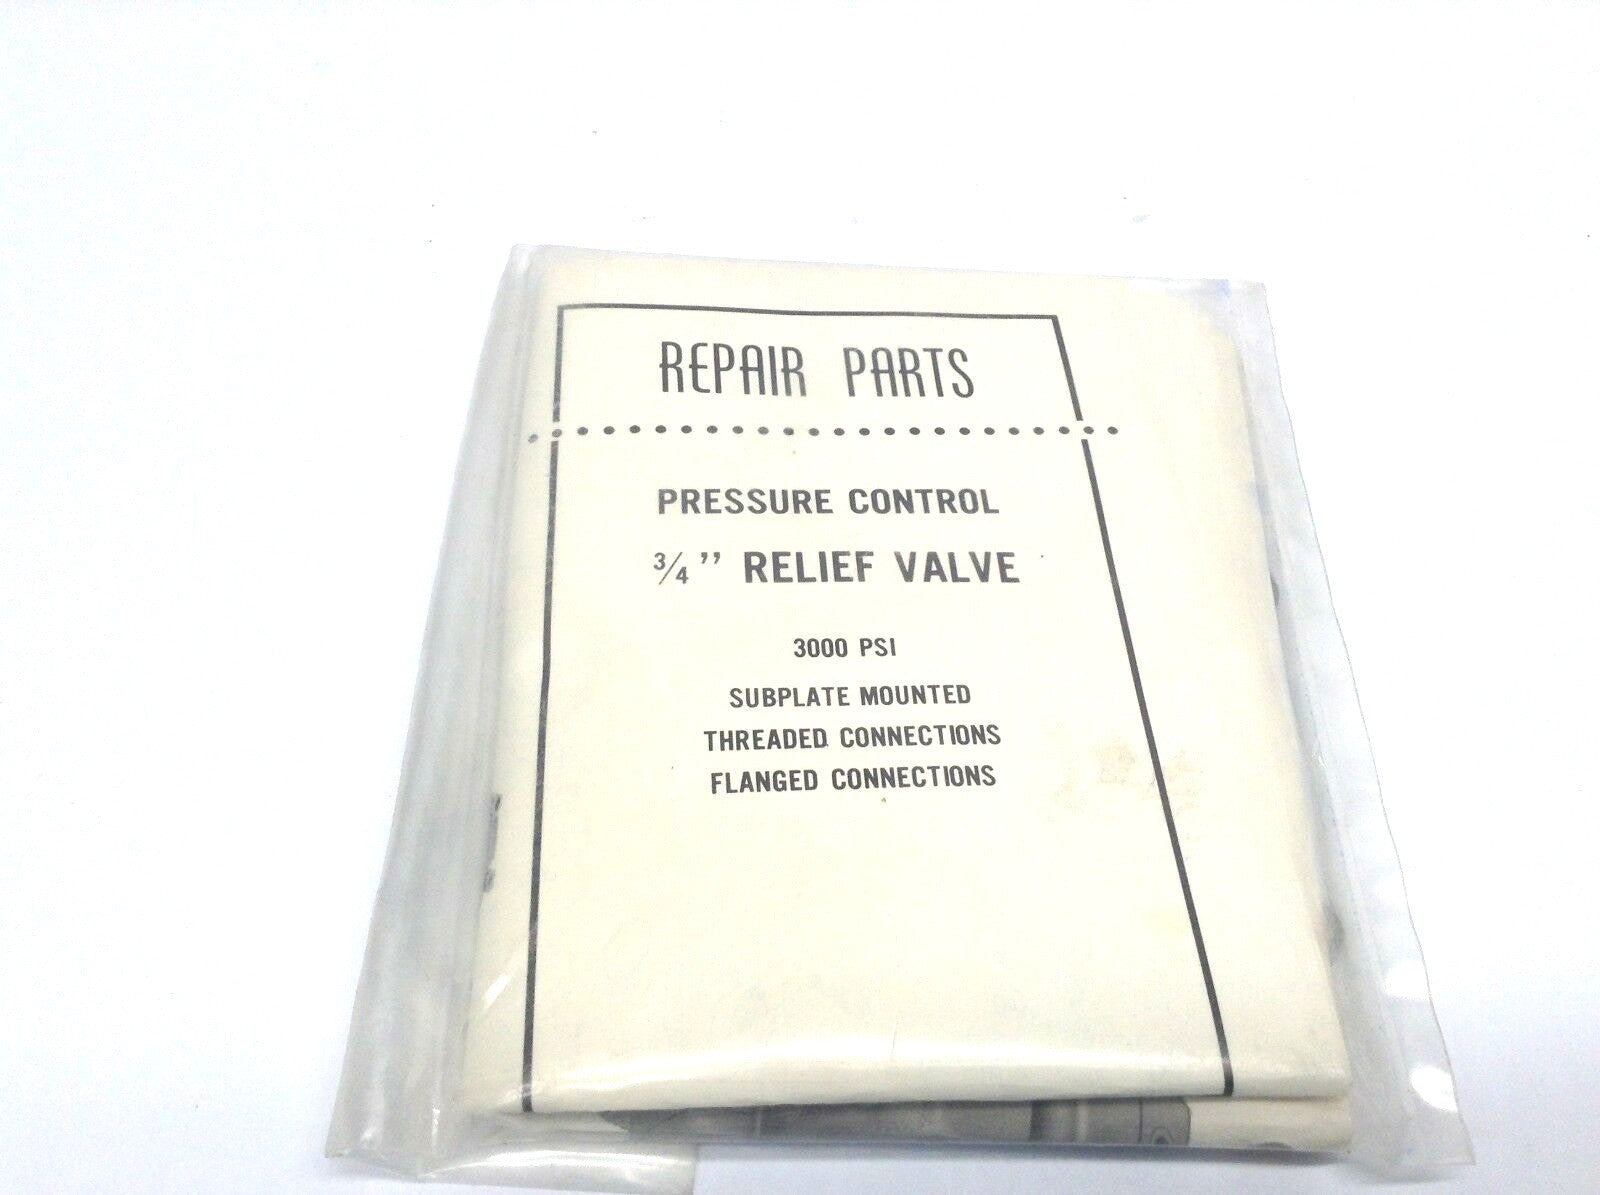 REPAIR PARTS
PRESSURE CONTROL
3/4" RELIEF VALVE
3000 PSI
SUBPLATE MOUNTED
THREADED CONNECTIONS
FLANGED CONNECTIONS